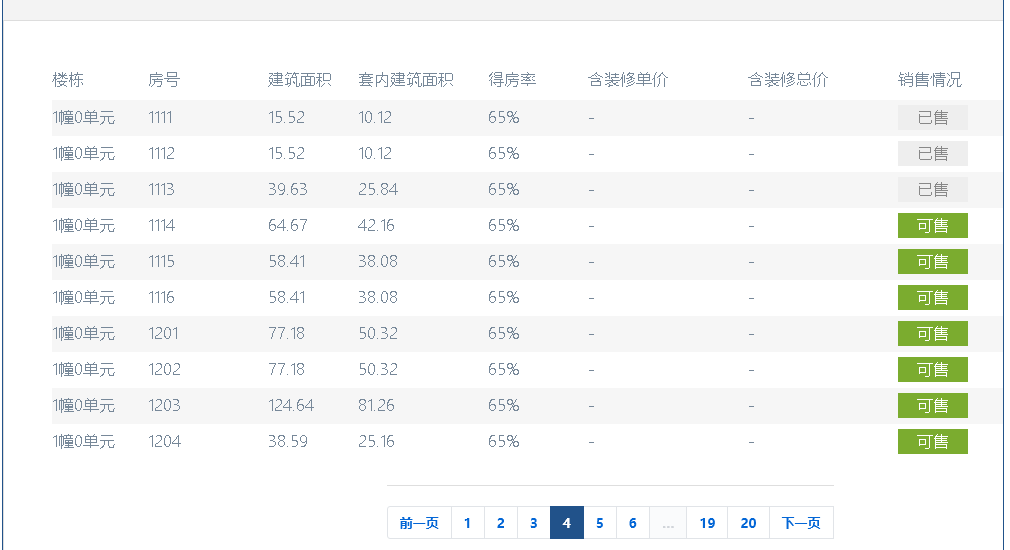 楼栋 房号 建筑面积 套内建筑面积 得房率 含装修单价 含装修总价 销售情况
1幢0单元 1111 15.52 10.12 65% - - 已售
1幢0单元 1112 15.52 10.12 65% - - 已售
1幢0单元 1113 39.63 25.84 65% - - 已售
1幢0单元 1114 64.67 42.16 65% - - 可售
1幢0单元 1115 58.41 38.08 65% - - 可售
1幢0单元 1116 58.41 38.08 65% - - 可售
1幢0单元 1201 77.18 50.32 65% - - 可售
1幢0单元 1202 77.18 50.32 65% - - 可售
1幢0单元 1203 124.64 81.26 65% - - 可售
1幢0单元 1204 38.59 25.16 65% - - 可售
前一页 1 2 3 4 5 6 ... 19 20 下一页